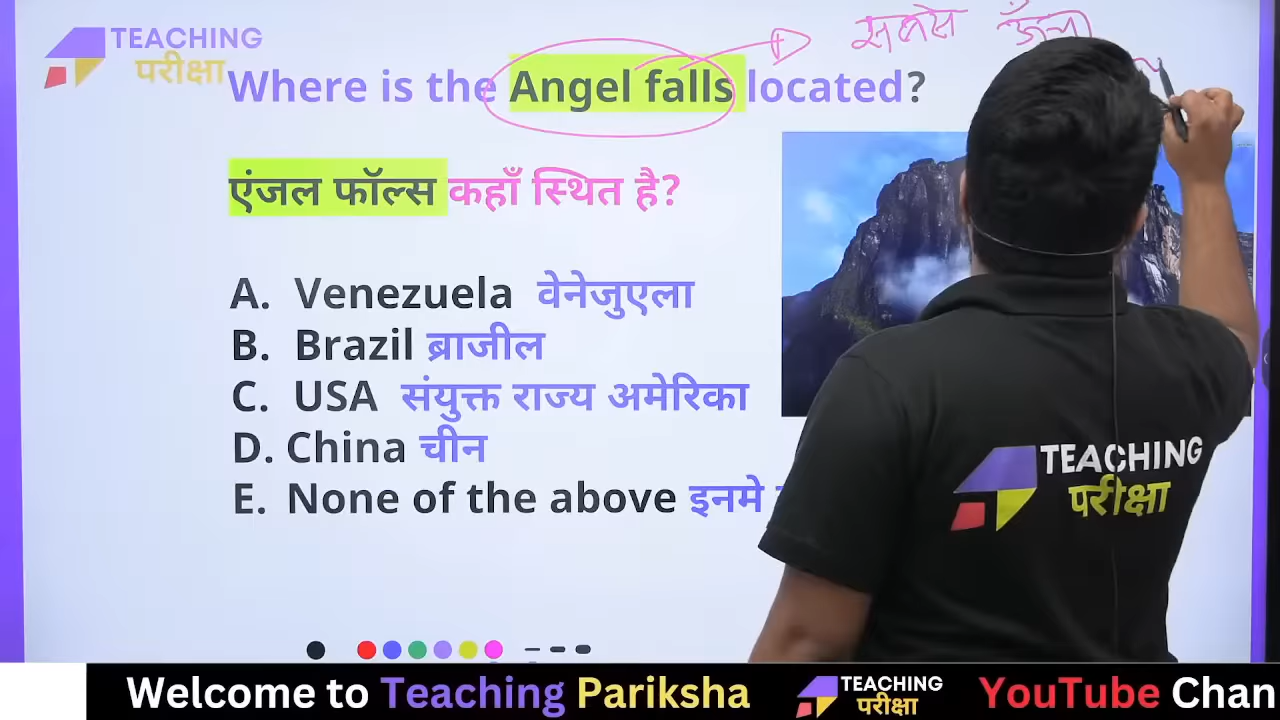 TEACHING
परीक्षा
सबसे ऊँचा
Where is the Angel falls located?
एंजल फॉल्स कहाँ स्थित है?
A. Venezuela वेनेजुएला
B. Brazil ब्राजील
C. USA संयुक्त राज्य अमेरिका
D. China चीन
E. None of the above इनमे
TEACHING
परीक्षा
Welcome to Teaching Pariksha TEACHING परीक्षा YouTube Chan